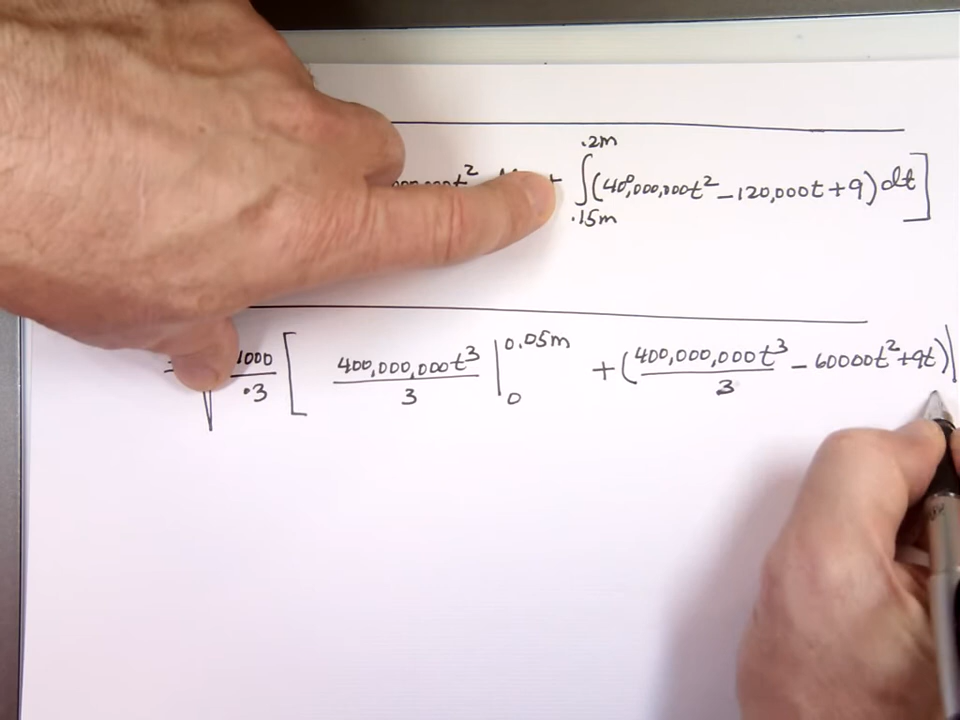 .2m
t² + ∫(400,000,000t² - 120,000t + 9) dt]
.15m
1000/.3 [ 400,000,000t³/3 |₀^0.05m + (400,000,000t³/3 - 60000t² + 9t)|